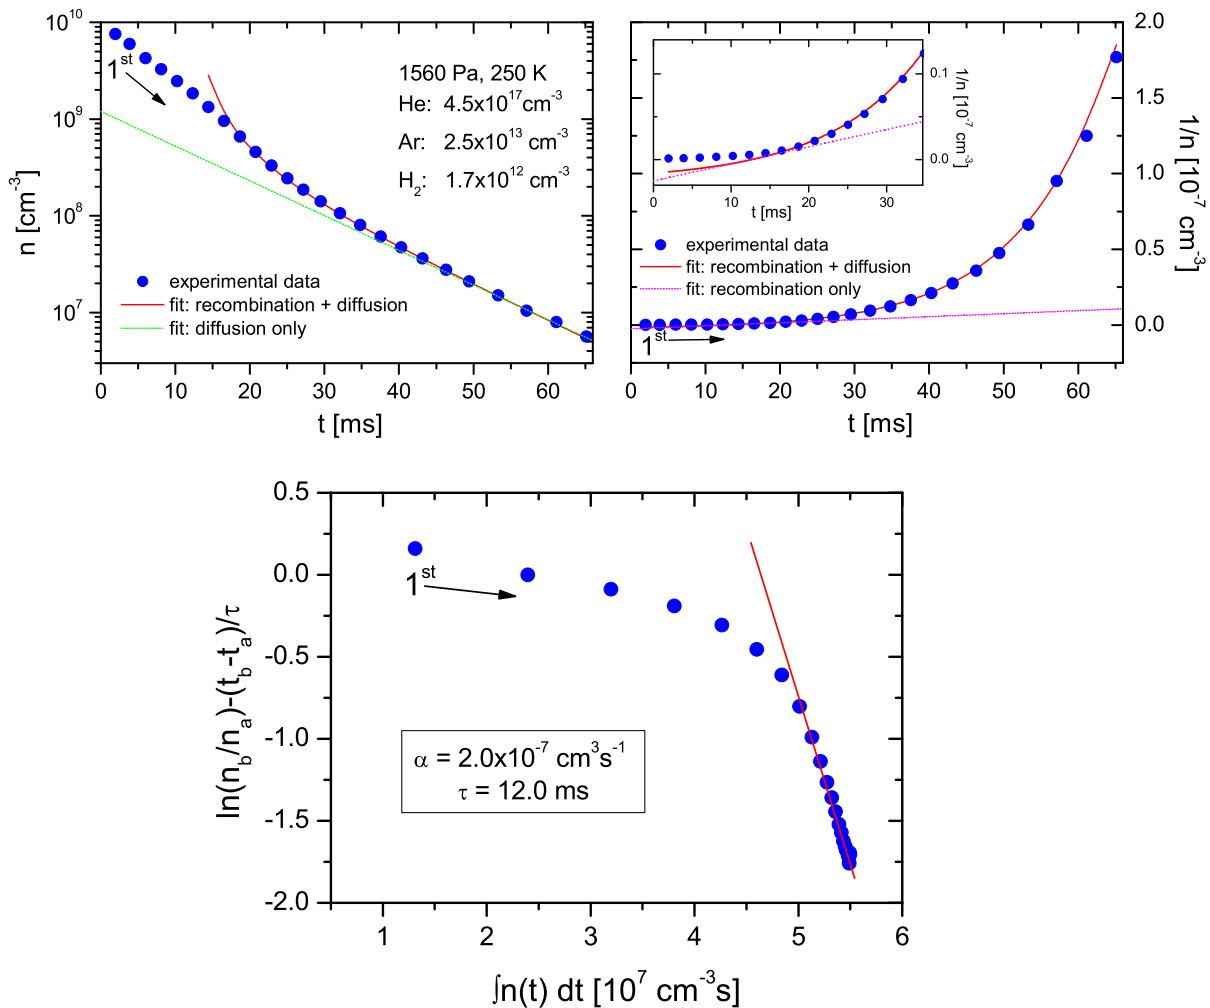 10^10
10^9
10^8
10^7
n [cm^-3]
1^st
1560 Pa, 250 K
He: 4.5x10^17cm^-3
Ar: 2.5x10^13 cm^-3
H_2: 1.7x10^12 cm^-3
experimental data
fit: recombination + diffusion
fit: diffusion only
0 10 20 30 40 50 60
t [ms]
2.0
1.5
1.0
0.5
0.0
1/n [10^-7 cm^-3]
0.1
0.0
1/n [10^-7 cm^-3]
0 10 20 30
t [ms]
experimental data
fit: recombination + diffusion
fit: recombination only
1^st
0 10 20 30 40 50 60
t [ms]
0.5
0.0
-0.5
-1.0
-1.5
-2.0
ln(n_b/n_a)-(t_b-t_a)/τ
1^st
α = 2.0x10^-7 cm^3s^-1
τ = 12.0 ms
1 2 3 4 5 6
∫n(t) dt [10^7 cm^-3s]